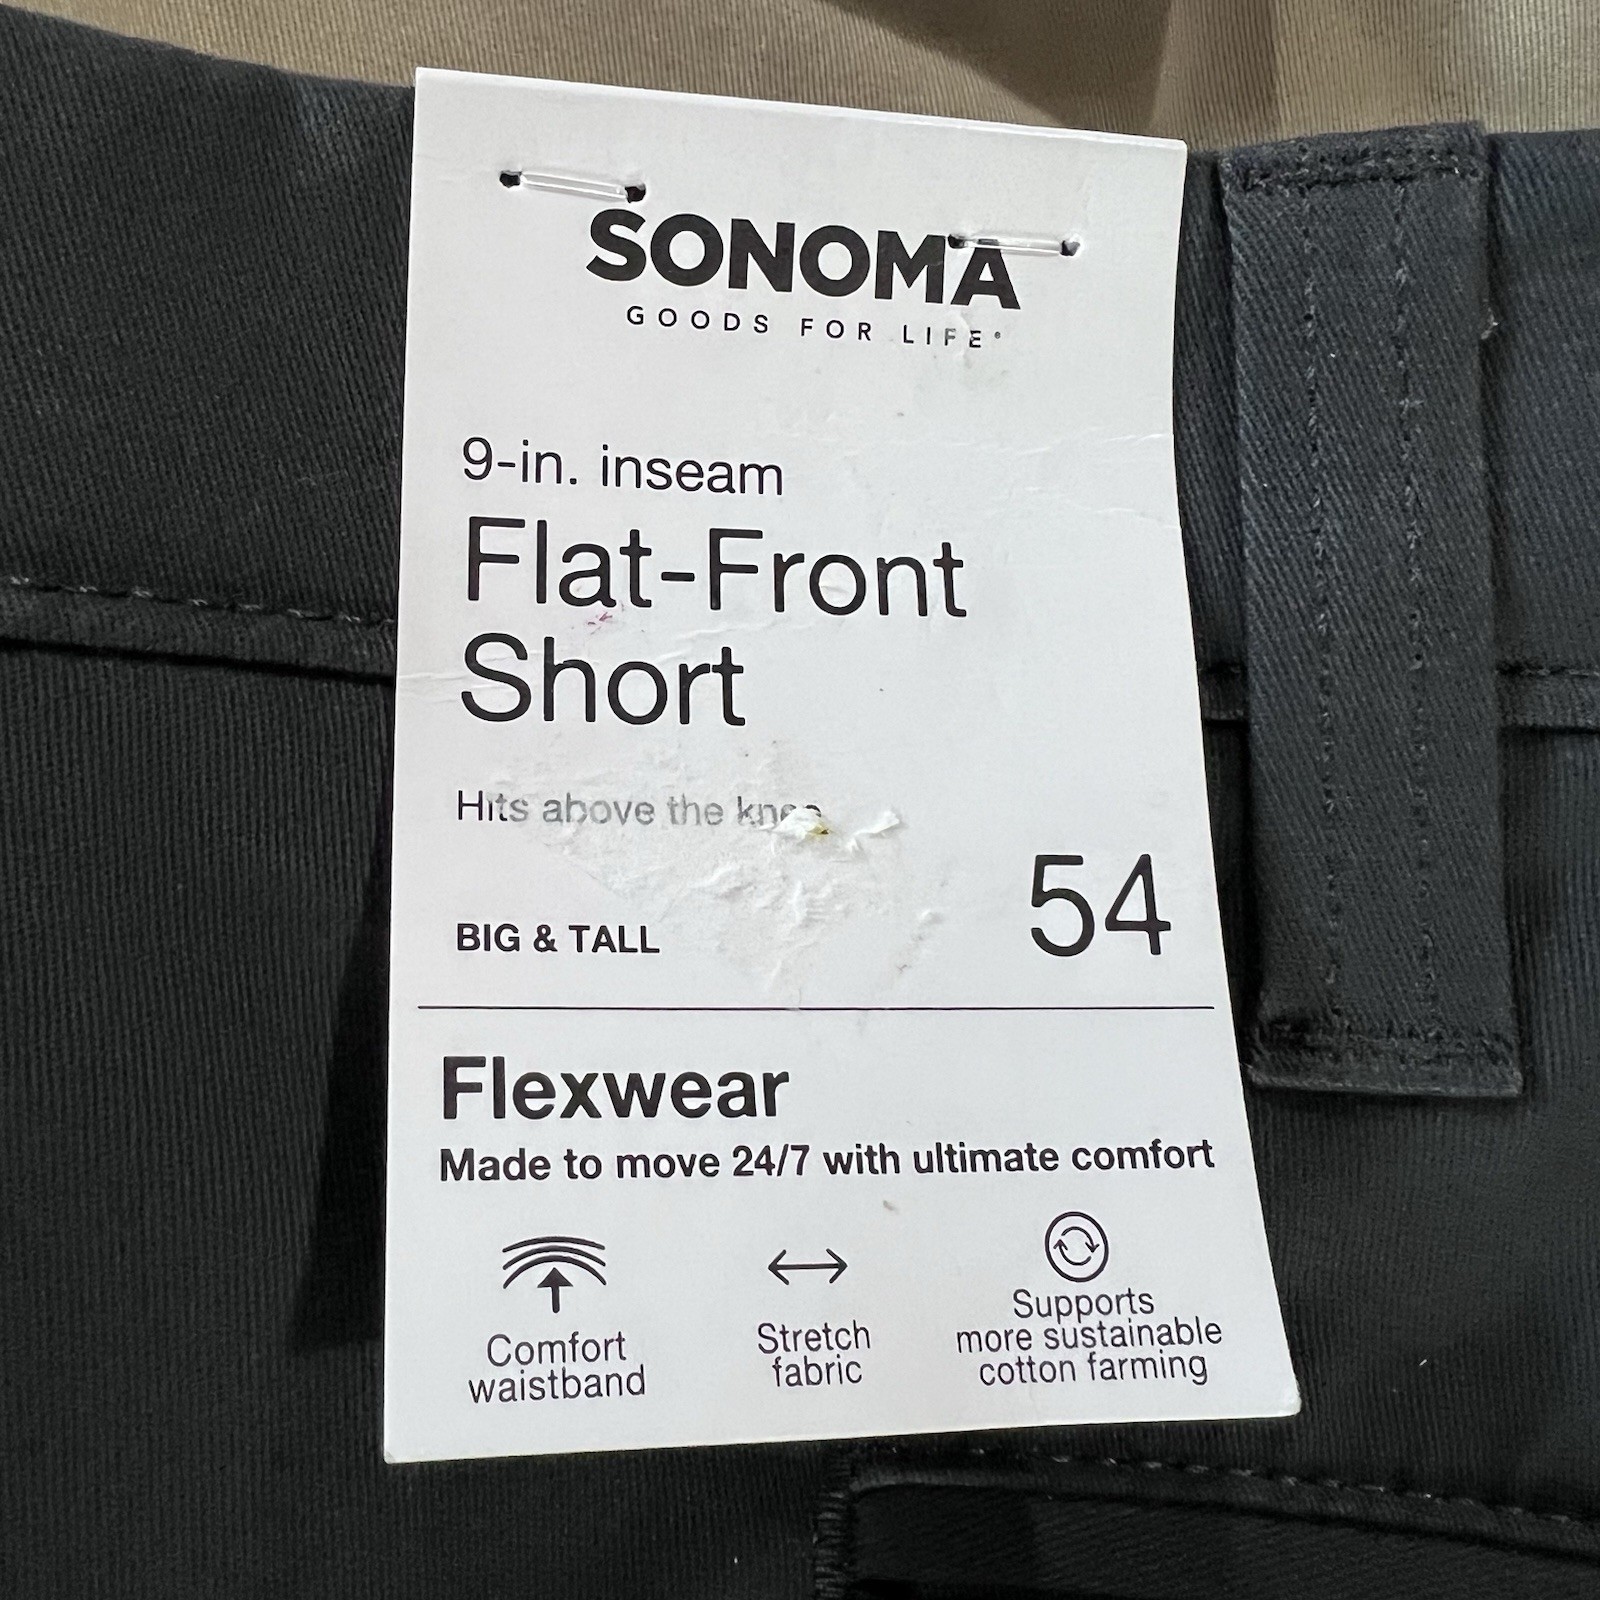 SONOMA
GOODS FOR LIFE®
9-in. inseam
Flat-Front
Short
Hits above the knee
54
BIG & TALL
Flexwear
Made to move 24/7 with ultimate comfort
Comfort
waistband
Stretch
fabric
Supports
more sustainable
cotton farming